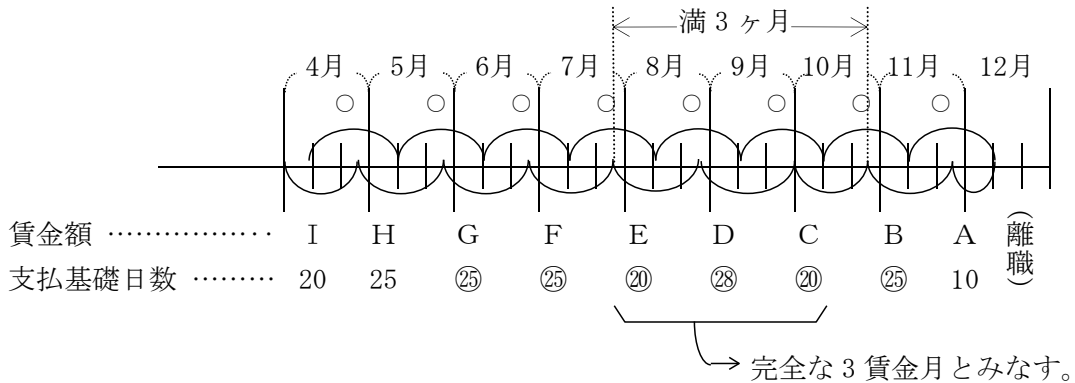 満3ヶ月
4月 5月 6月 7月 8月 9月 10月 11月 12月
○ ○ ○ ○ ○ ○ ○ ○
賃金額 ・・・・・・・・・・・・・・・・ I H G F E D C B A (離職)
支払基礎日数 ・・・・・・・・・ 20 25 ㉕ ㉕ ⑳ ㉘ ⑳ ㉕ 10
完全な3賃金月とみなす。